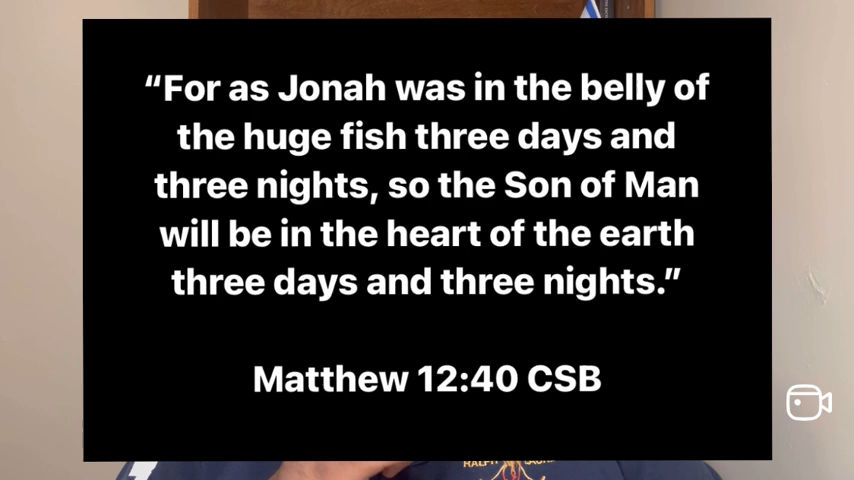 “For as Jonah was in the belly of
the huge fish three days and
three nights, so the Son of Man
will be in the heart of the earth
three days and three nights.”
Matthew 12:40 CSB
RALPH